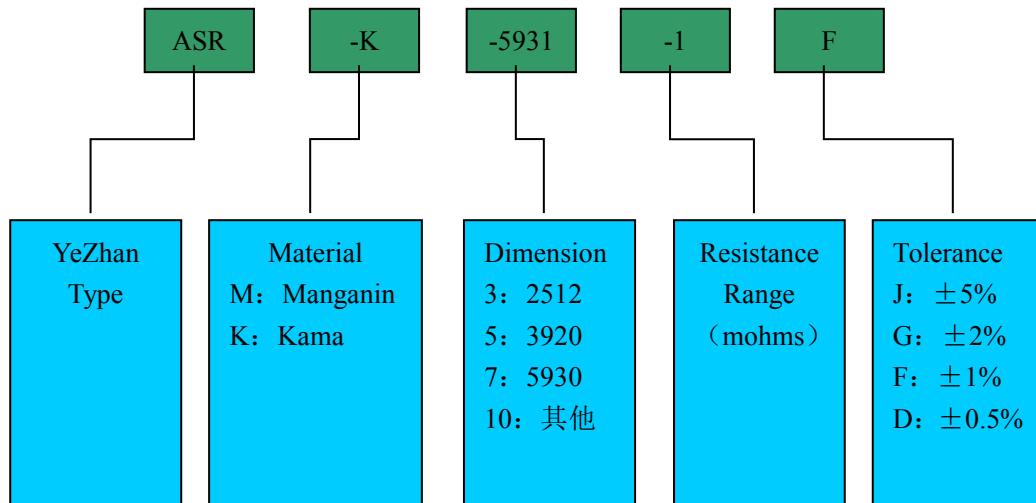 ASR
-K
-5931
-1
F
YeZhan
Type
Material
M：Manganin
K：Kama
Dimension
3：2512
5：3920
7：5930
10：其他
Resistance
Range
（mohms）
Tolerance
J：±5%
G：±2%
F：±1%
D：±0.5%